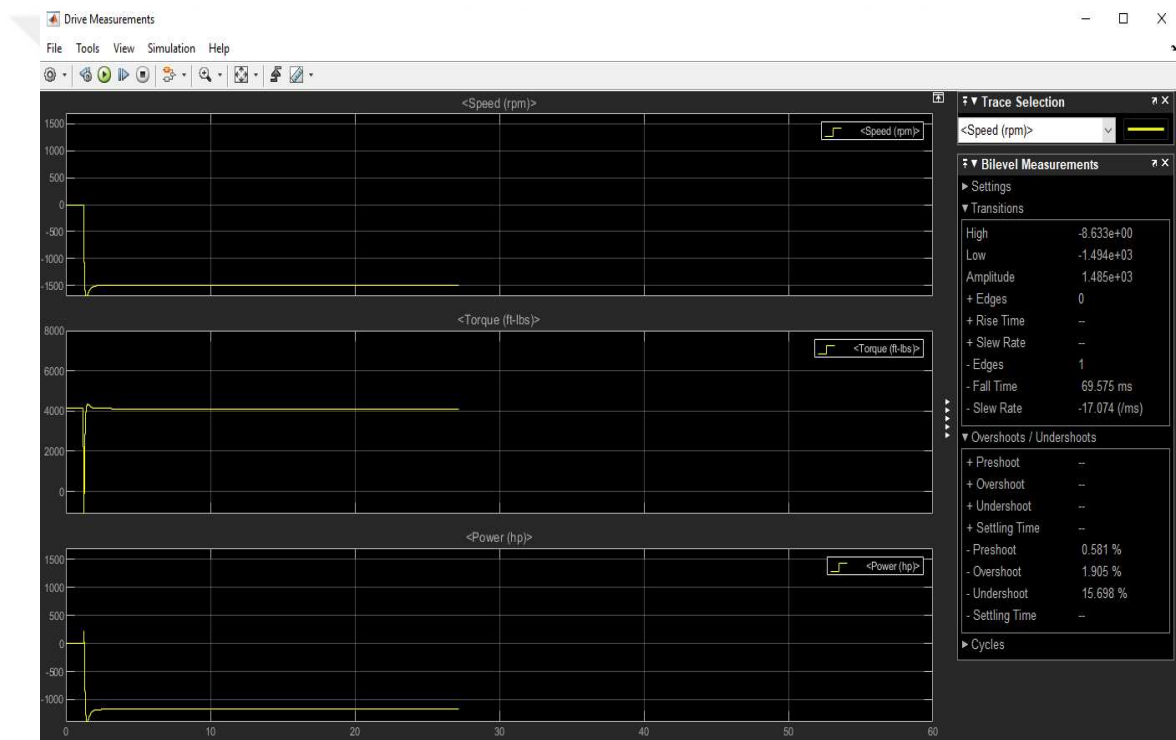 Drive Measurements
File Tools View Simulation Help
<Speed (rpm)>
<Speed (rpm)>
1500
1000
500
0
-500
-1000
-1500
<Torque (ft-lbs)>
<Torque (ft-lbs)>
8000
6000
4000
2000
0
<Power (hp)>
<Power (hp)>
1500
1000
500
0
-500
-1000
0 10 20 30 40 50 60
Trace Selection
<Speed (rpm)>
Bilevel Measurements
Settings
Transitions
High -8.633e+00
Low -1.494e+03
Amplitude 1.485e+03
+ Edges 0
+ Rise Time --
+ Slew Rate --
- Edges 1
- Fall Time 69.575 ms
- Slew Rate -17.074 (/ms)
Overshoots / Undershoots
+ Preshoot --
+ Overshoot --
+ Undershoot --
+ Settling Time --
- Preshoot 0.581 %
- Overshoot 1.905 %
- Undershoot 15.698 %
- Settling Time --
Cycles